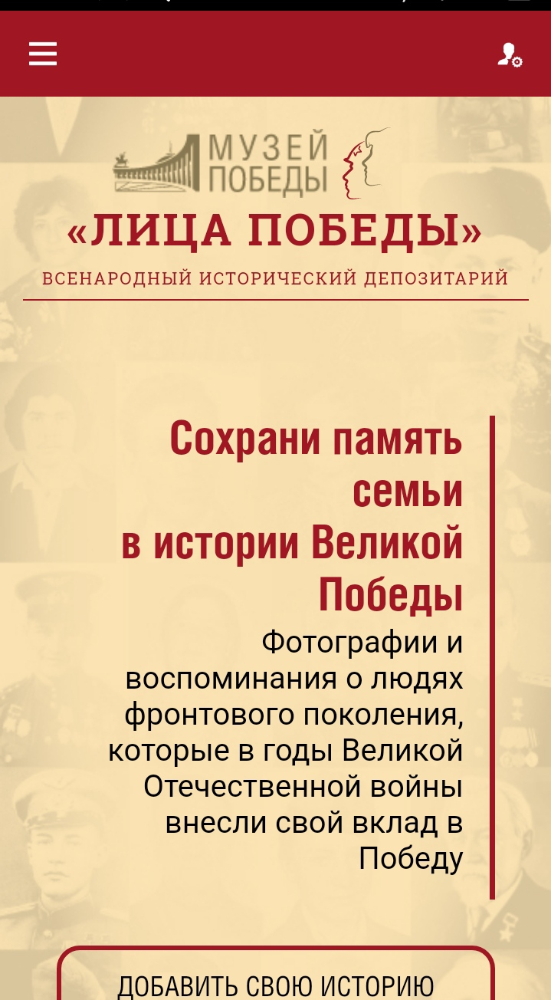 МУЗЕЙ
ПОБЕДЫ
«ЛИЦА ПОБЕДЫ»
ВСЕНАРОДНЫЙ ИСТОРИЧЕСКИЙ ДЕПОЗИТАРИЙ
Сохрани память
семьи
в истории Великой
Победы
Фотографии и
воспоминания о людях
фронтового поколения,
которые в годы Великой
Отечественной войны
внесли свой вклад в
Победу
ДОБАВИТЬ СВОЮ ИСТОРИЮ